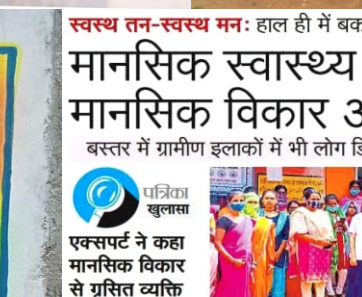 स्वस्थ तन-स्वस्थ मन: हाल ही में
मानसिक स्वास्थ्य
मानसिक विकार
बस्तर में ग्रामीण इलाकों में भी लोग
पत्रिका
खुलासा
एक्सपर्ट ने कहा
मानसिक विकार
से ग्रसित व्यक्ति